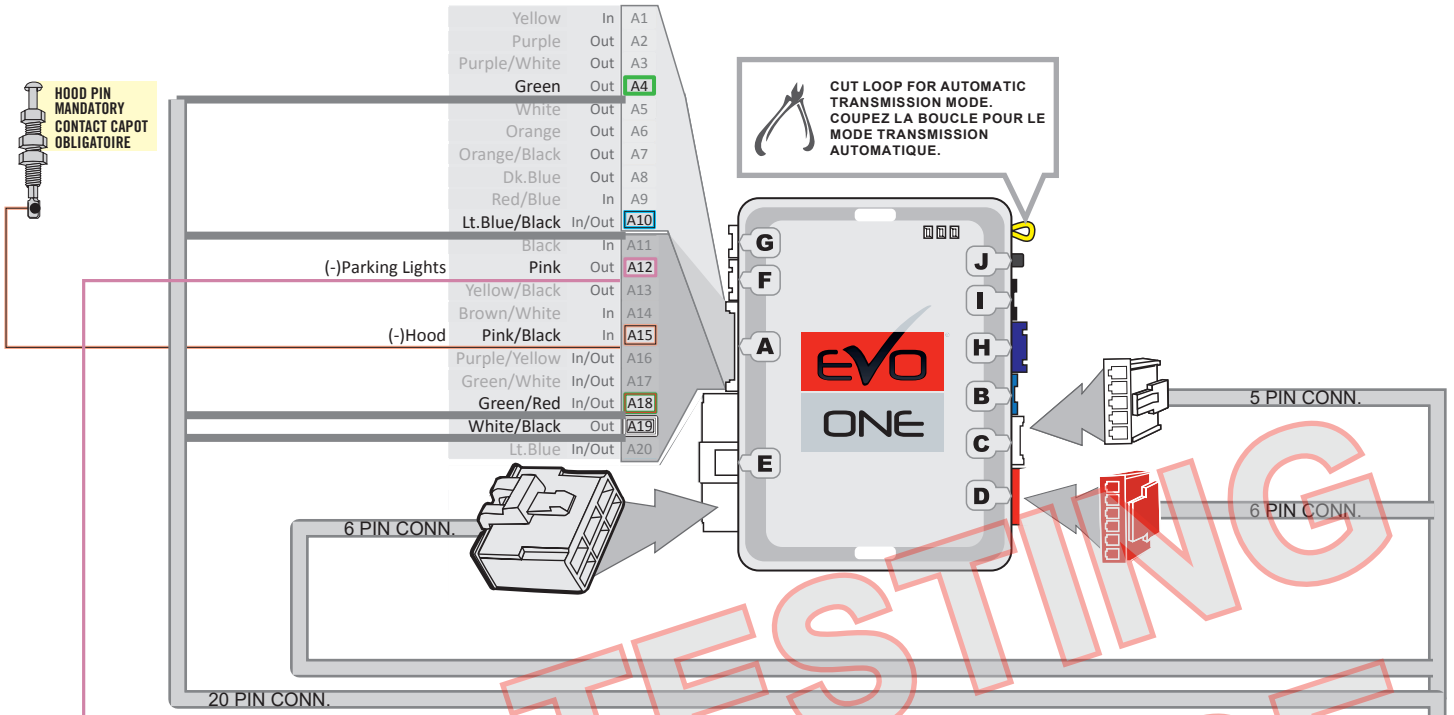 Yellow In A1
Purple Out A2
Purple/White Out A3
Green Out A4
White Out A5
Orange Out A6
Orange/Black Out A7
Dk.Blue Out A8
Red/Blue In A9
Lt.Blue/Black In/Out A10
Black In A11
(-)Parking Lights Pink Out A12
Yellow/Black Out A13
Brown/White In A14
(-)Hood Pink/Black In A15
Purple/Yellow In/Out A16
Green/White In/Out A17
Green/Red In/Out A18
White/Black Out A19
Lt.Blue In/Out A20
HOOD PIN
MANDATORY
CONTACT CAPOT
OBLIGATOIRE
CUT LOOP FOR AUTOMATIC
TRANSMISSION MODE.
COUPEZ LA BOUCLE POUR LE
MODE TRANSMISSION
AUTOMATIQUE.
G
F
A
E
J
I
H
B
C
D
EVO
ONE
5 PIN CONN.
6 PIN CONN.
6 PIN CONN.
20 PIN CONN.
TESTING